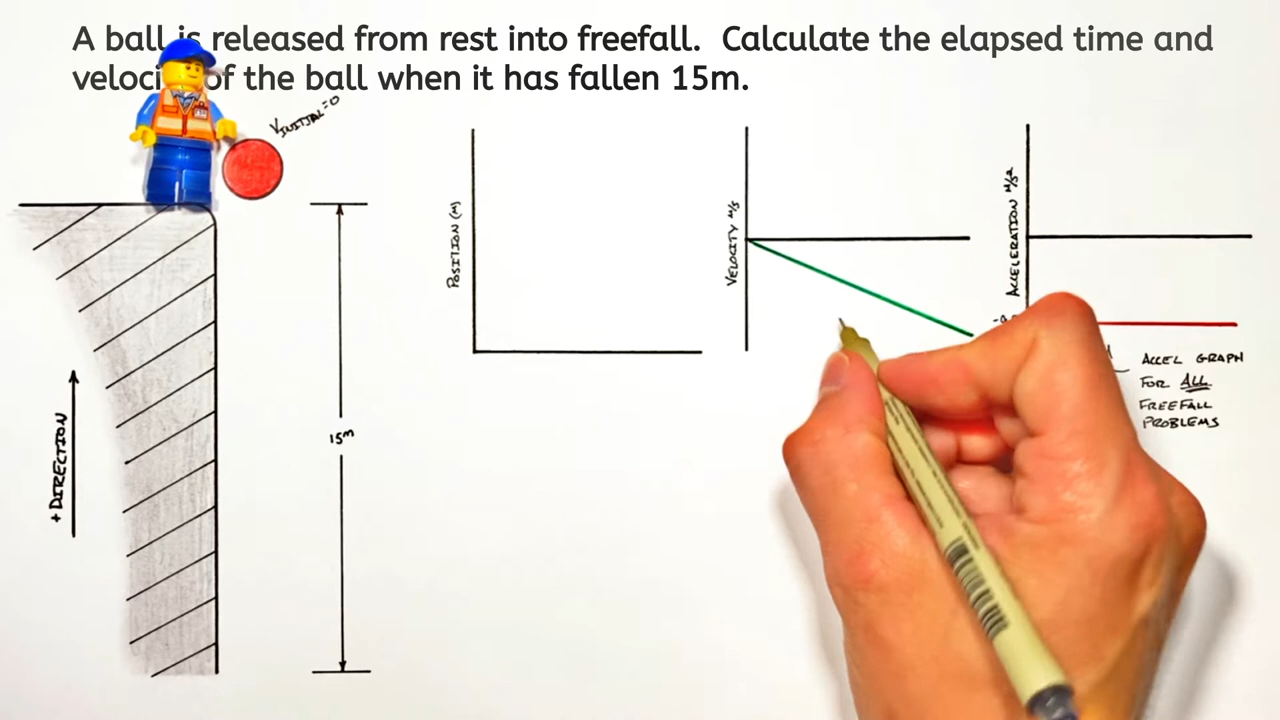 A ball is released from rest into freefall. Calculate the elapsed time and
of the ball when it has fallen 15m.
VINITIAL=0
POSITION (M)
VELOCITY M/S
ACCELERATION M/S2
ACCEL GRAPH
FOR ALL
FREEFALL
PROBLEMS
15m
+ DIRECTION